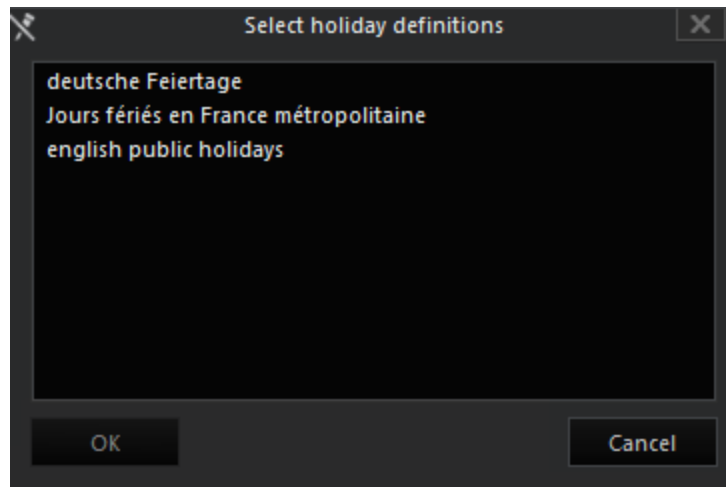 Select holiday definitions
deutsche Feiertage
Jours fériés en France métropolitaine
english public holidays
OK
Cancel